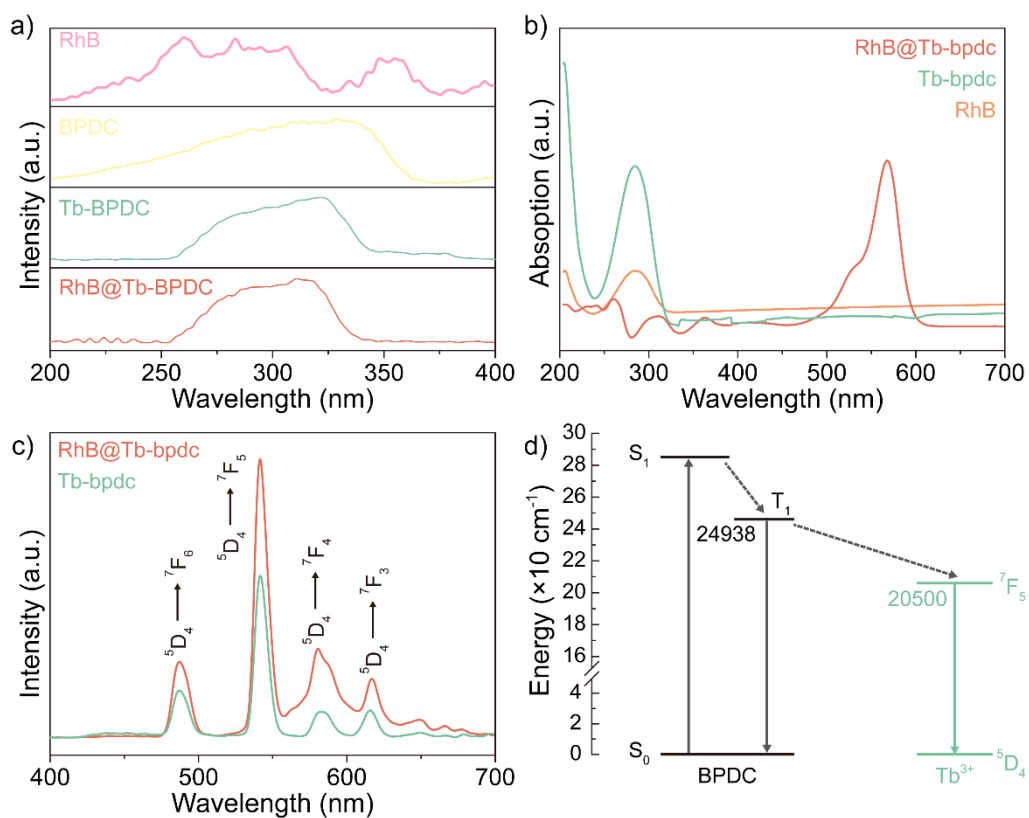 a)
RhB
BPDC
Tb-BPDC
RhB@Tb-BPDC
Intensity (a.u.)
200 250 300 350 400
Wavelength (nm)
b)
RhB@Tb-bpdc
Tb-bpdc
RhB
Absoption (a.u.)
200 300 400 500 600 700
Wavelength (nm)
c)
RhB@Tb-bpdc
Tb-bpdc
⁵D₄ → ⁷F₆
⁵D₄ → ⁷F₅
⁵D₄ → ⁷F₄
⁵D₄ → ⁷F₃
Intensity (a.u.)
400 450 500 550 600 650 700
Wavelength (nm)
d)
Energy (×10 cm⁻¹)
30
28
26
24
22
20
18
16
4
2
0
S₁
T₁
24938
20500
⁷F₅
S₀
⁵D₄
BPDC
Tb³⁺